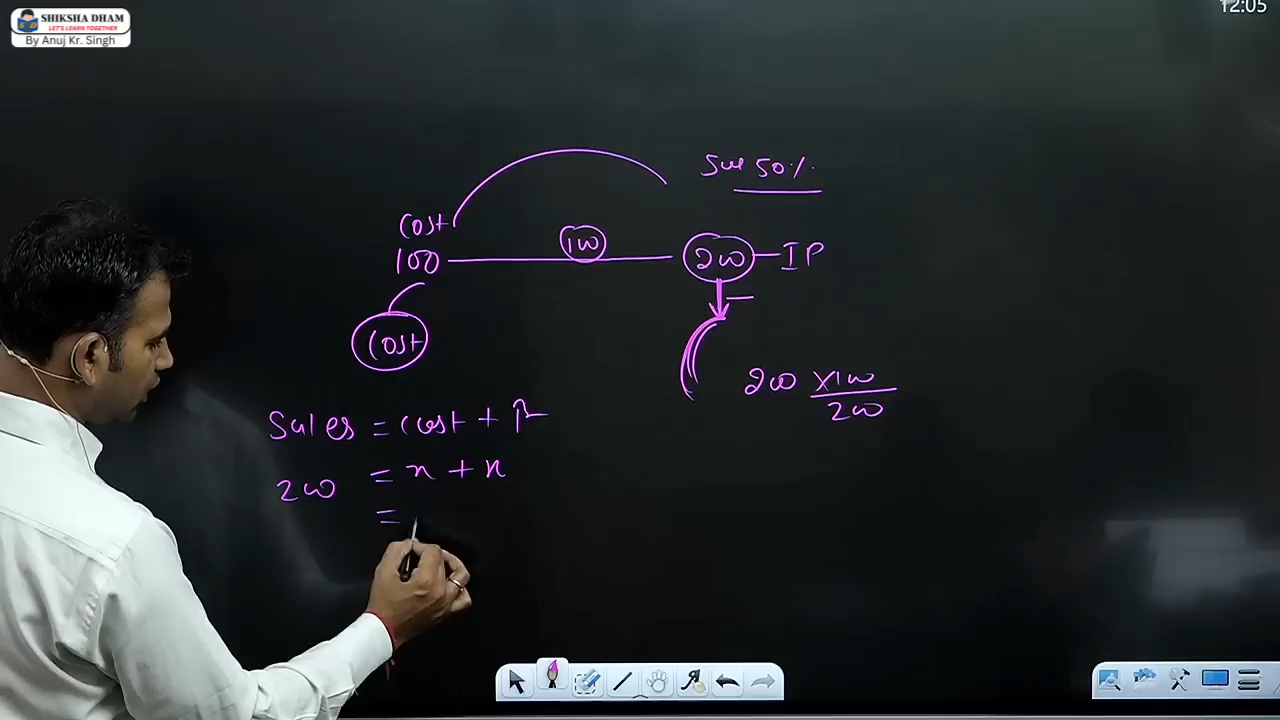 SHIKSHA DHAM
LET'S LEARN TOGETHER
By Anuj Kr. Singh
12:05
50%
Cost
100
100
200 IP
Cost
200 ×100
200
Sales = Cost +
200 = x + x
=